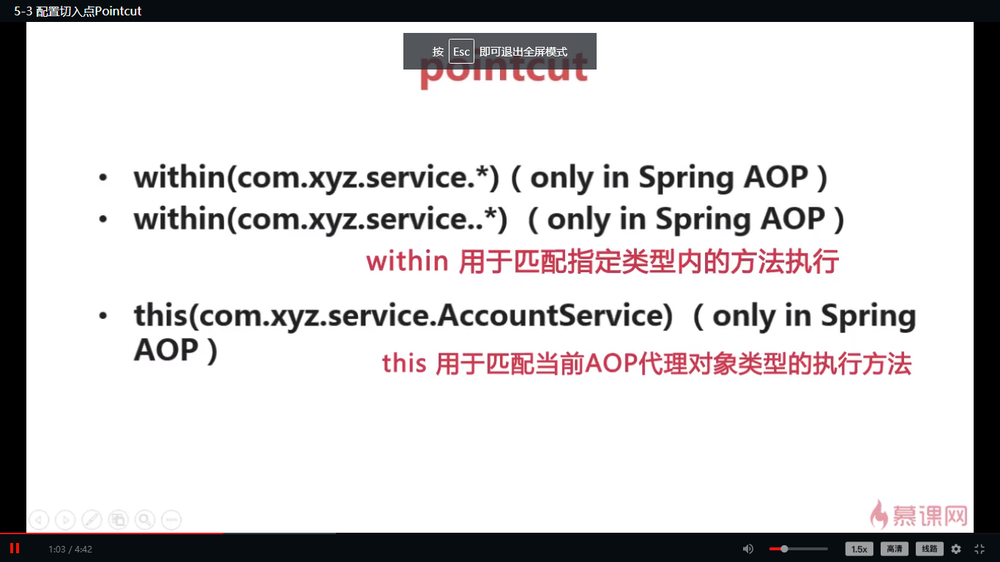 5-3 配置切入点Pointcut
按 Esc 即可退出全屏模式
pointcut
• within(com.xyz.service.*)（only in Spring AOP）
• within(com.xyz.service..*) （only in Spring AOP）
within 用于匹配指定类型内的方法执行
• this(com.xyz.service.AccountService) （only in Spring
AOP）
this 用于匹配当前AOP代理对象类型的执行方法
慕课网
1:03 / 4:42
1.5x 高清 线路